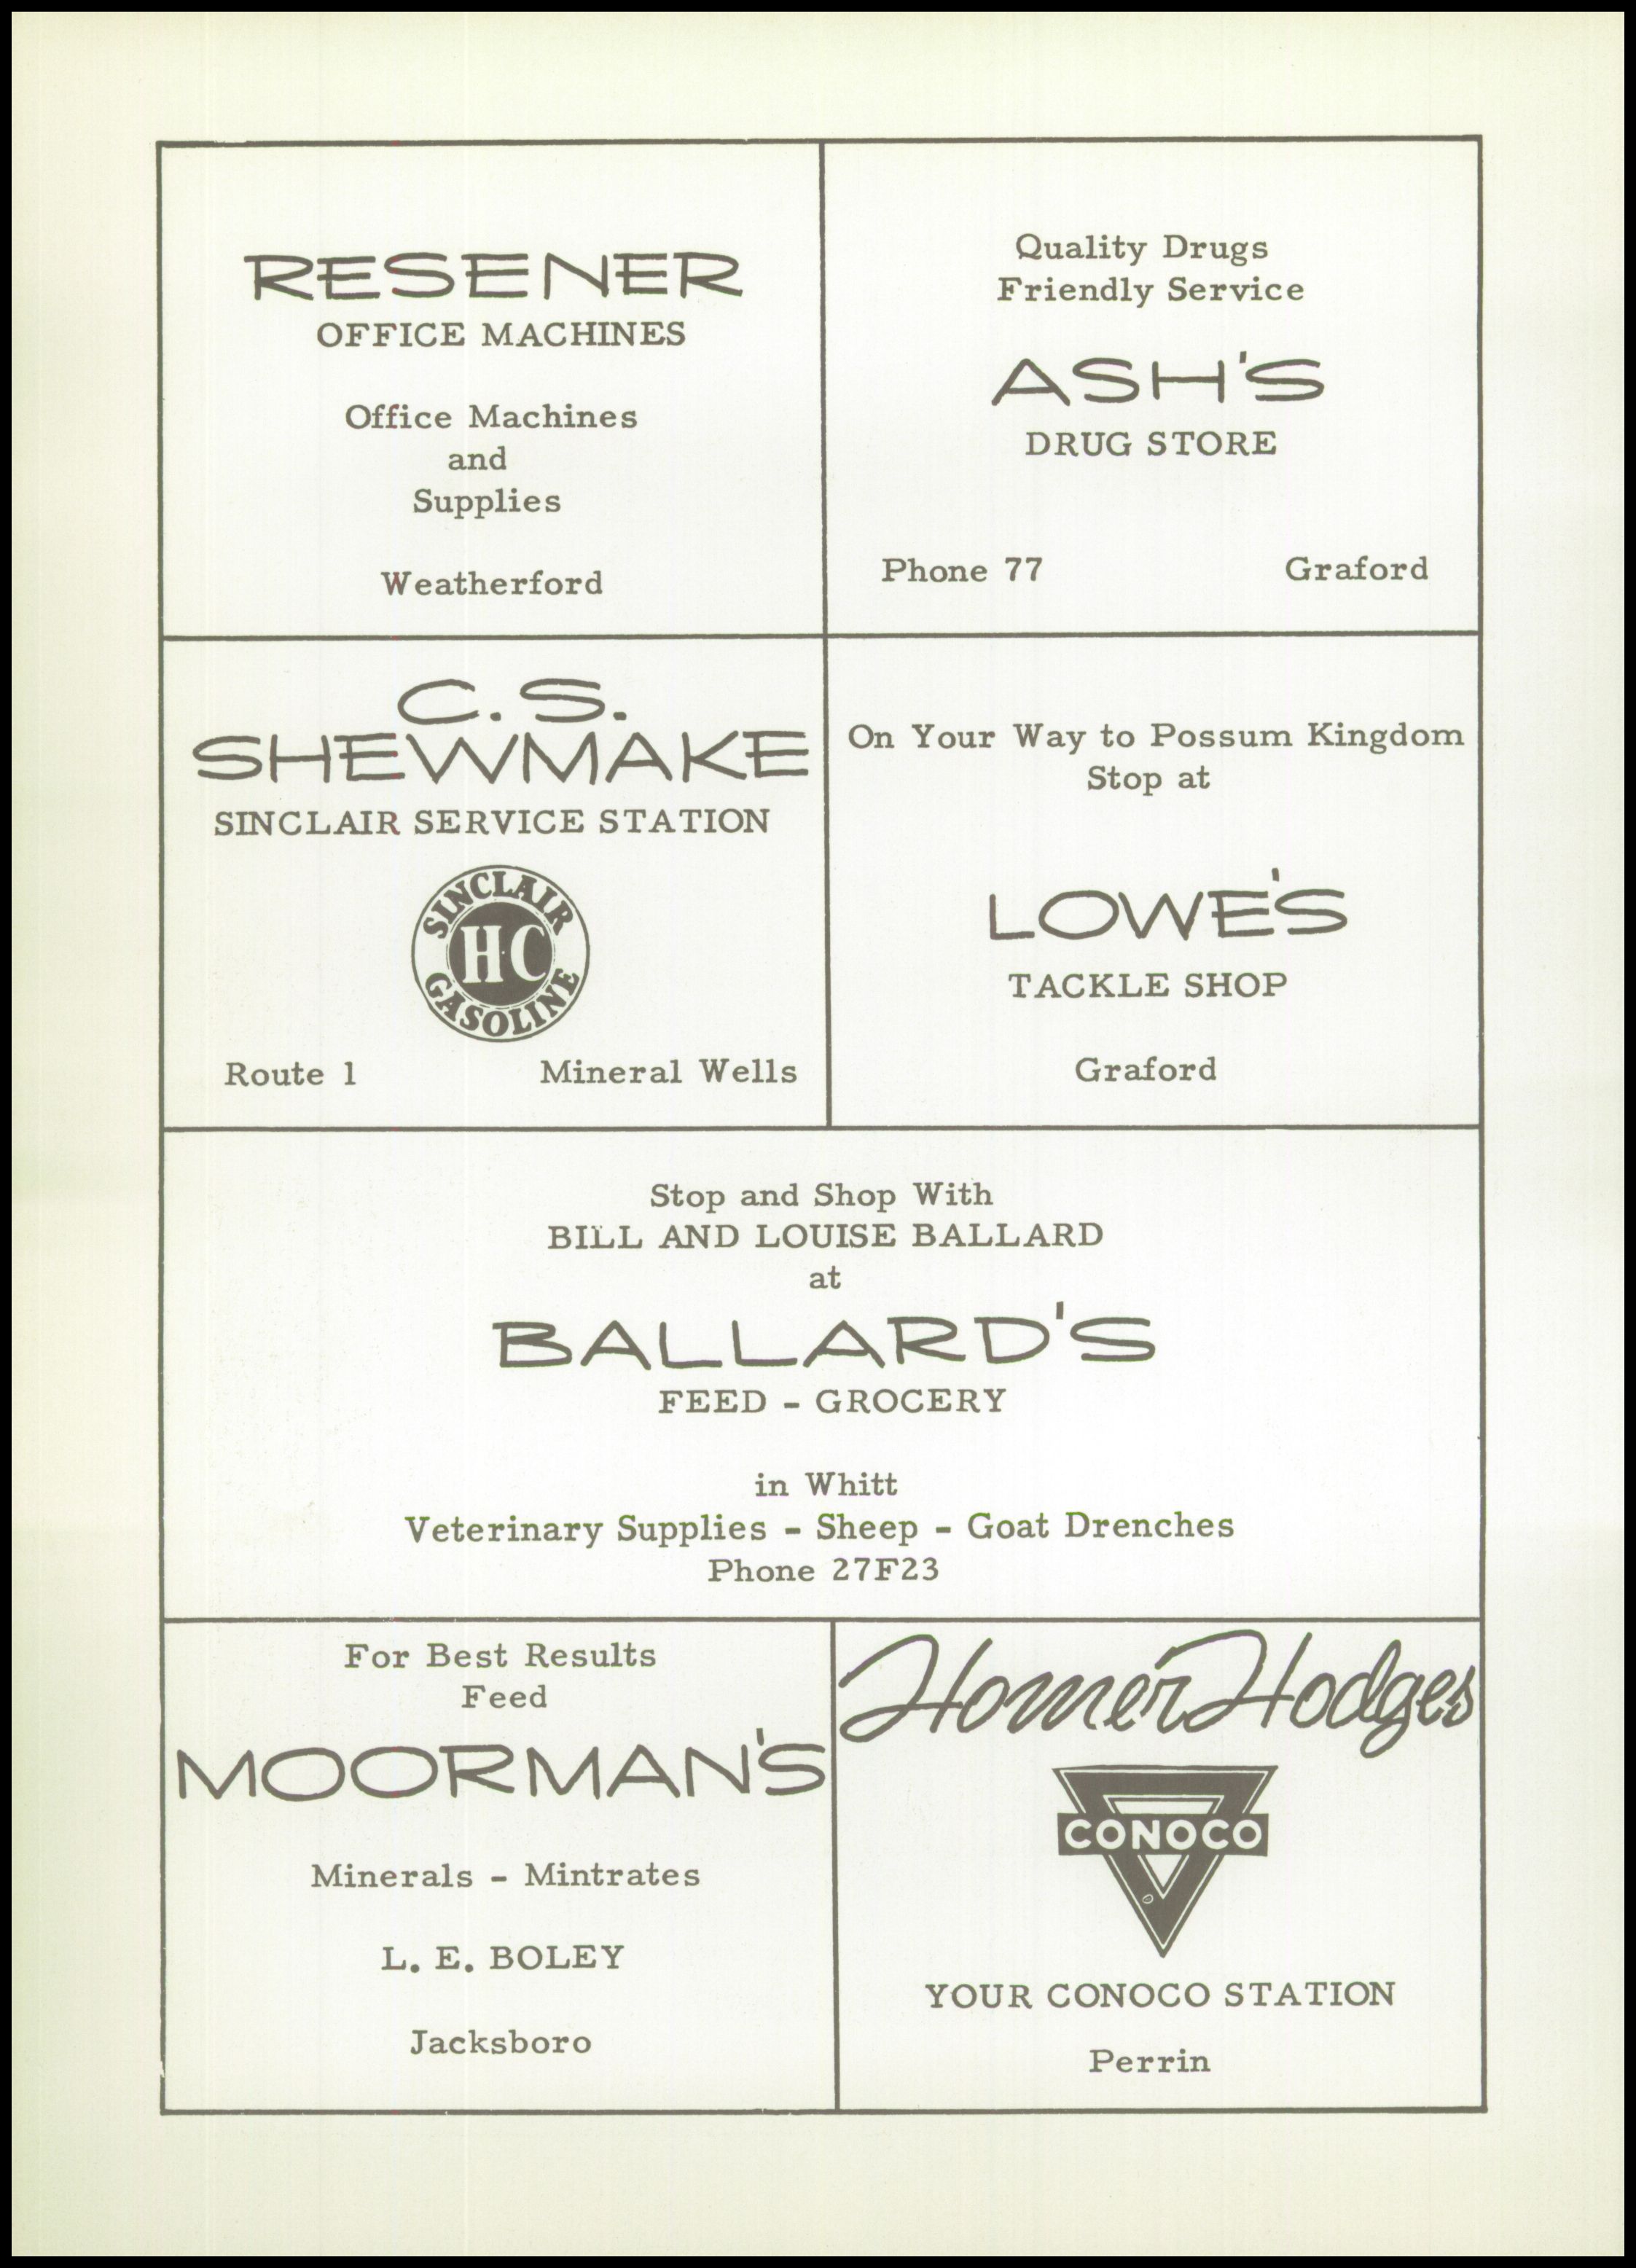 RESENER
OFFICE MACHINES
Office Machines
and
Supplies
Weatherford
Quality Drugs
Friendly Service
ASH'S
DRUG STORE
Phone 77 Graford
C.S.
SHEWMAKE
SINCLAIR SERVICE STATION
SINCLAIR
H·C
GASOLINE
Route 1 Mineral Wells
On Your Way to Possum Kingdom
Stop at
LOWE'S
TACKLE SHOP
Graford
Stop and Shop With
BILL AND LOUISE BALLARD
at
BALLARD'S
FEED - GROCERY
in Whitt
Veterinary Supplies - Sheep - Goat Drenches
Phone 27F23
For Best Results
Feed
MOORMAN'S
Minerals - Mintrates
L. E. BOLEY
Jacksboro
Homer Hodges
CONOCO
YOUR CONOCO STATION
Perrin